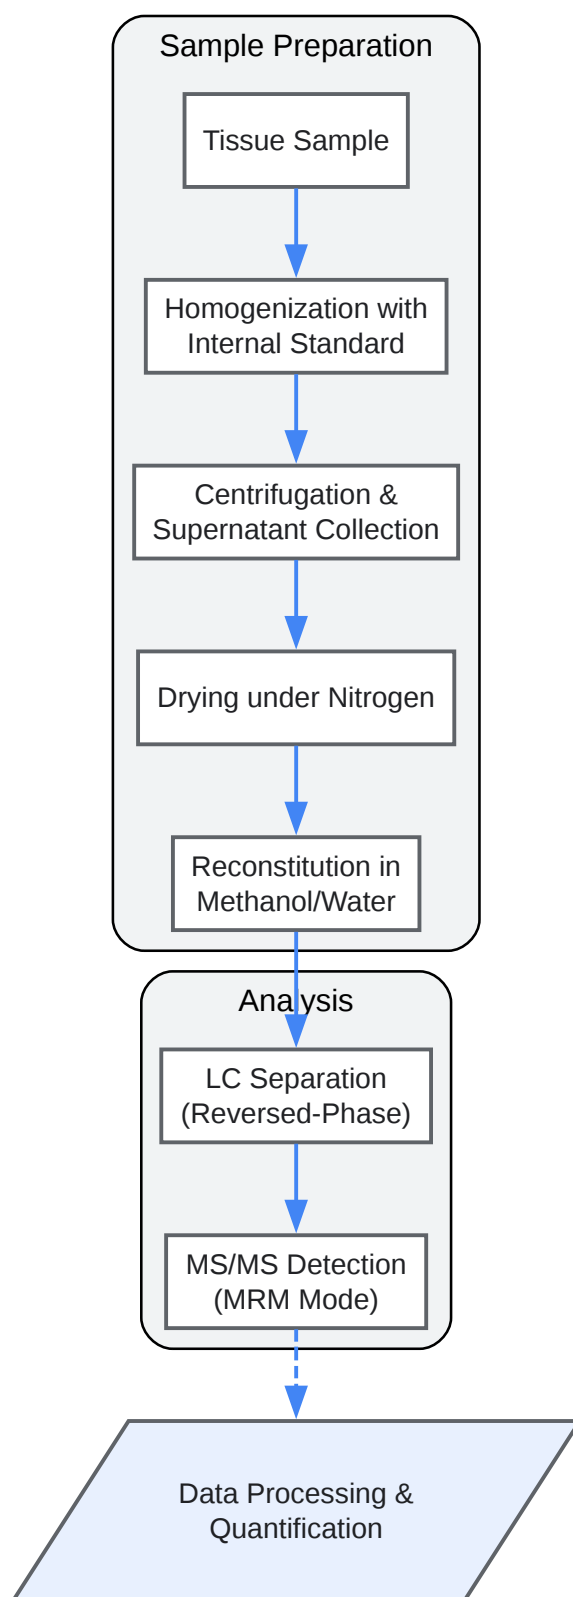 Sample Preparation
Tissue Sample
Homogenization with
Internal Standard
Centrifugation &
Supernatant Collection
Drying under Nitrogen
Reconstitution in
Methanol/Water
Analysis
LC Separation
(Reversed-Phase)
MS/MS Detection
(MRM Mode)
Data Processing &
Quantification